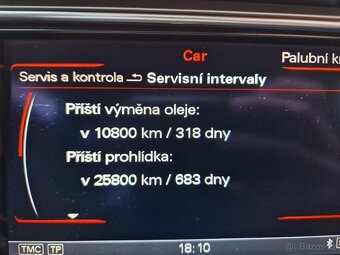 Car
Palubní k
Servis a kontrola Servisní intervaly
Příští výměna oleje:
v 10800 km / 318 dny
Příští prohlídka:
v 25800 km / 683 dny
TMC TP
18:10